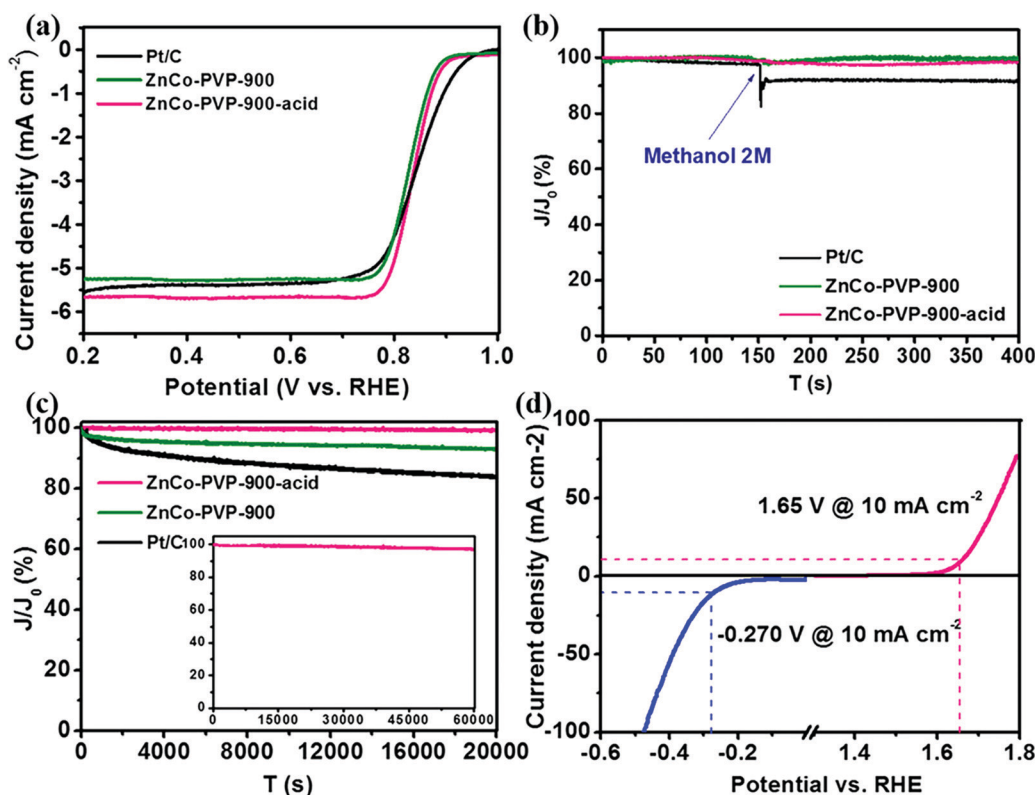 (a)
Pt/C
ZnCo-PVP-900
ZnCo-PVP-900-acid
Current density (mA cm⁻²)
0
-1
-2
-3
-4
-5
-6
0.2 0.4 0.6 0.8 1.0
Potential (V vs. RHE)
(b)
J/J₀ (%)
120
100
80
60
40
20
0
Methanol 2M
Pt/C
ZnCo-PVP-900
ZnCo-PVP-900-acid
0 50 100 150 200 250 300 350 400
T (s)
(c)
J/J₀ (%)
100
80
60
40
20
0
ZnCo-PVP-900-acid
ZnCo-PVP-900
Pt/C
100
80
60
40
20
0
0 15000 30000 45000 60000
0 4000 8000 12000 16000 20000
T (s)
(d)
Current density (mA cm-2)
100
50
0
-50
-100
1.65 V @ 10 mA cm⁻²
-0.270 V @ 10 mA cm⁻²
-0.6 -0.4 -0.2 1.4 1.6 1.8
Potential vs. RHE